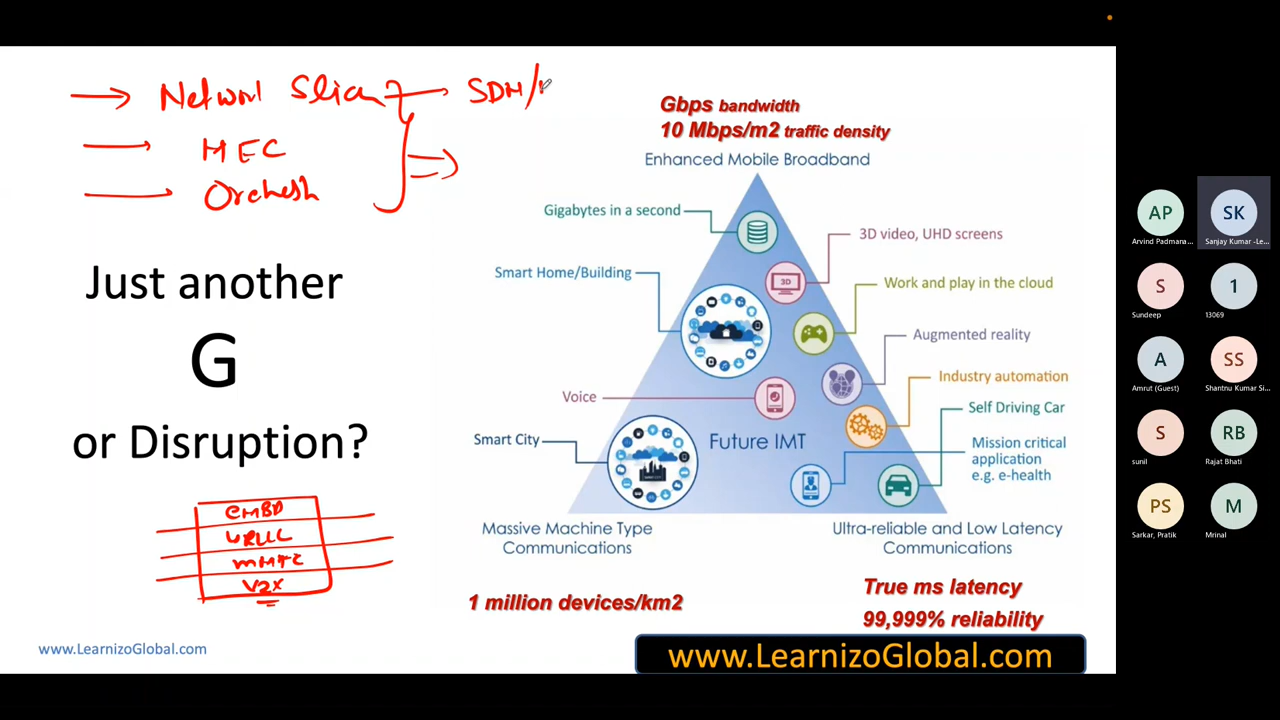 Network Slicing
SDN/
MEC
Orchest
Just another
G
or Disruption?
eMBB
URLLC
mMTC
V2X
www.LearnizoGlobal.com
Gbps bandwidth
10 Mbps/m2 traffic density
Enhanced Mobile Broadband
Gigabytes in a second
3D video, UHD screens
3D
Smart Home/Building
Work and play in the cloud
Augmented reality
Industry automation
Voice
Self Driving Car
Smart City
Future IMT
Mission critical
application
e.g. e-health
Massive Machine Type
Communications
Ultra-reliable and Low Latency
Communications
1 million devices/km2
True ms latency
99,999% reliability
www.LearnizoGlobal.com
AP
Arvind Padmana...
SK
Sanjay Kumar -Le...
S
Sundeep
1
13069
A
Amrut (Guest)
SS
Shantnu Kumar Si...
S
sunil
RB
Rajat Bhati
PS
Sarkar, Pratik
M
Mrinal